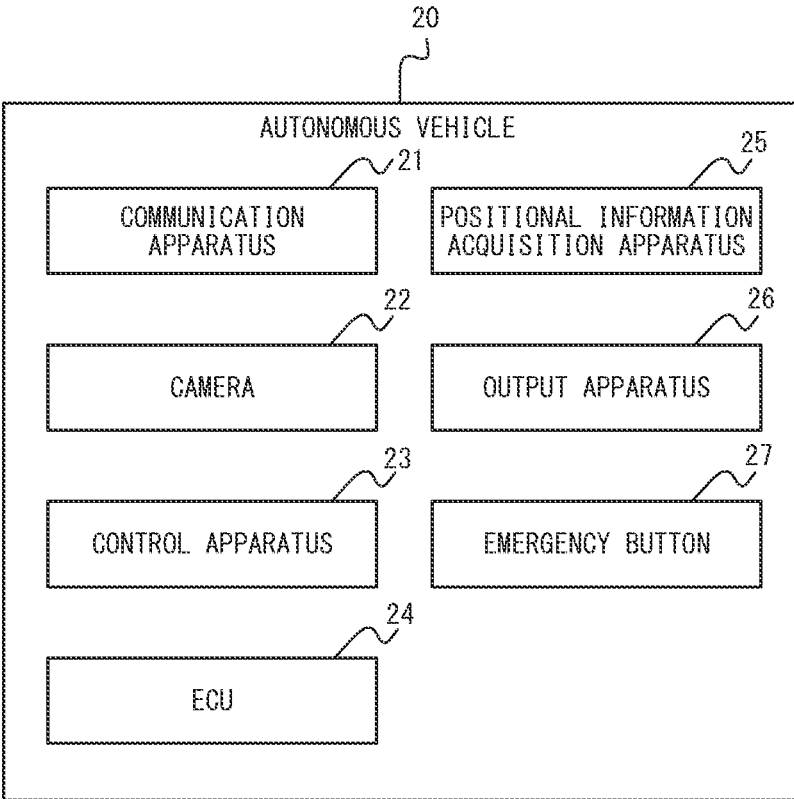 20
AUTONOMOUS VEHICLE
21
COMMUNICATION
APPARATUS
25
POSITIONAL INFORMATION
ACQUISITION APPARATUS
22
CAMERA
26
OUTPUT APPARATUS
23
CONTROL APPARATUS
27
EMERGENCY BUTTON
24
ECU